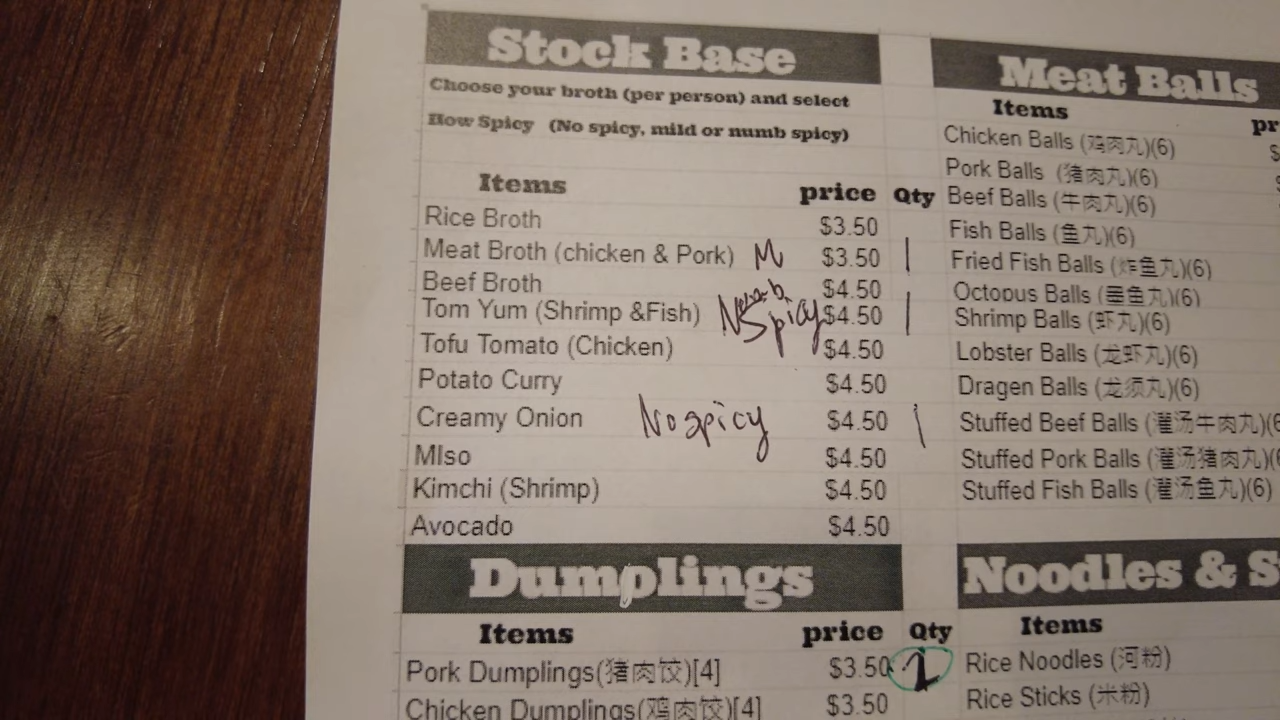 Stock Base
Choose your broth (per person) and select
How Spicy (No spicy, mild or numb spicy)
Items price Qty
Rice Broth $3.50
Meat Broth (chicken & Pork) M $3.50 |
Beef Broth $4.50
Tom Yum (Shrimp &Fish) Spicy $4.50 |
Tofu Tomato (Chicken) $4.50
Potato Curry $4.50
Creamy Onion No spicy $4.50 |
MIso $4.50
Kimchi (Shrimp) $4.50
Avocado $4.50
Meat Balls
Items pr
Chicken Balls (鸡肉丸)(6) $
Pork Balls (猪肉丸)(6)
Beef Balls (牛肉丸)(6)
Fish Balls (鱼丸)(6)
Fried Fish Balls (炸鱼丸)(6)
Octopus Balls (墨鱼丸)(6)
Shrimp Balls (虾丸)(6)
Lobster Balls (龙虾丸)(6)
Dragen Balls (龙须丸)(6)
Stuffed Beef Balls (灌汤牛肉丸)(6
Stuffed Pork Balls (灌汤猪肉丸)(6
Stuffed Fish Balls (灌汤鱼丸)(6)
Dumplings
Items price Qty
Pork Dumplings(猪肉饺)[4] $3.50
Chicken Dumplings(鸡肉饺)[4] $3.50
Noodles & S
Items
Rice Noodles (河粉)
Rice Sticks (米粉)